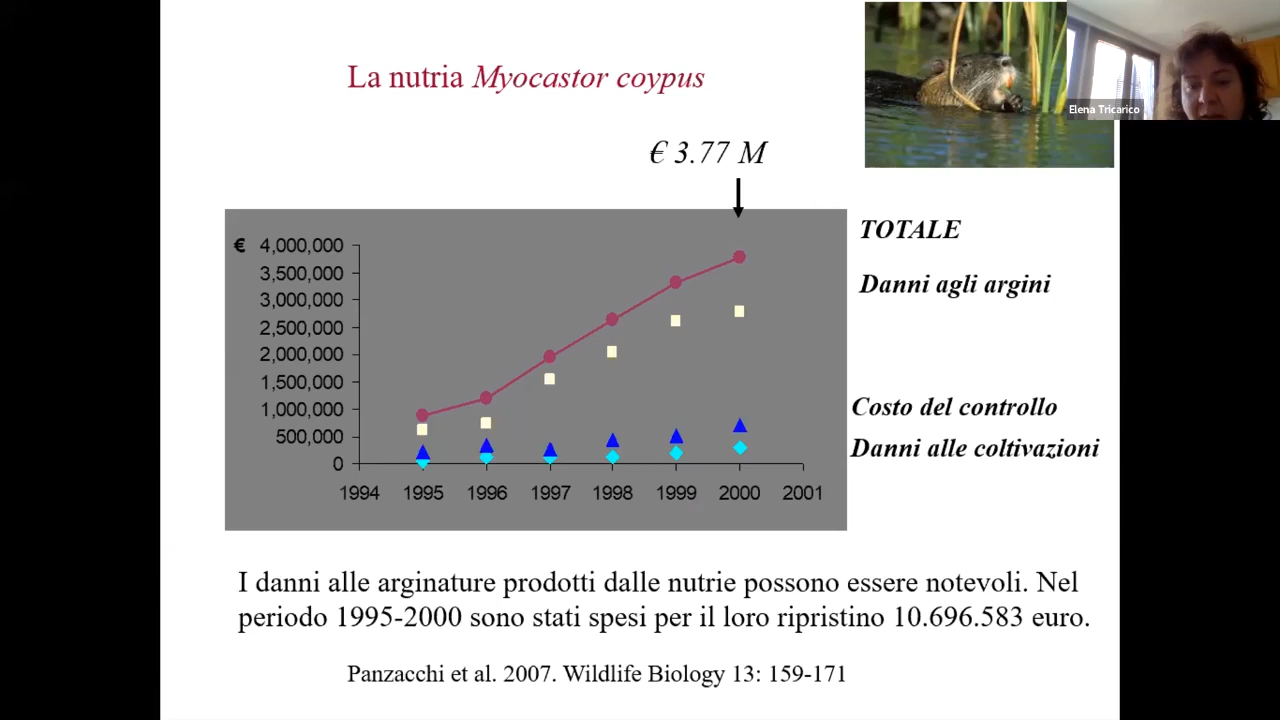 La nutria Myocastor coypus
Elena Tricarico
€ 3.77 M
TOTALE
Danni agli argini
Costo del controllo
Danni alle coltivazioni
€ 4,000,000
3,500,000
3,000,000
2,500,000
2,000,000
1,500,000
1,000,000
500,000
0
1994 1995 1996 1997 1998 1999 2000 2001
I danni alle arginature prodotti dalle nutrie possono essere notevoli. Nel
periodo 1995-2000 sono stati spesi per il loro ripristino 10.696.583 euro.
Panzacchi et al. 2007. Wildlife Biology 13: 159-171